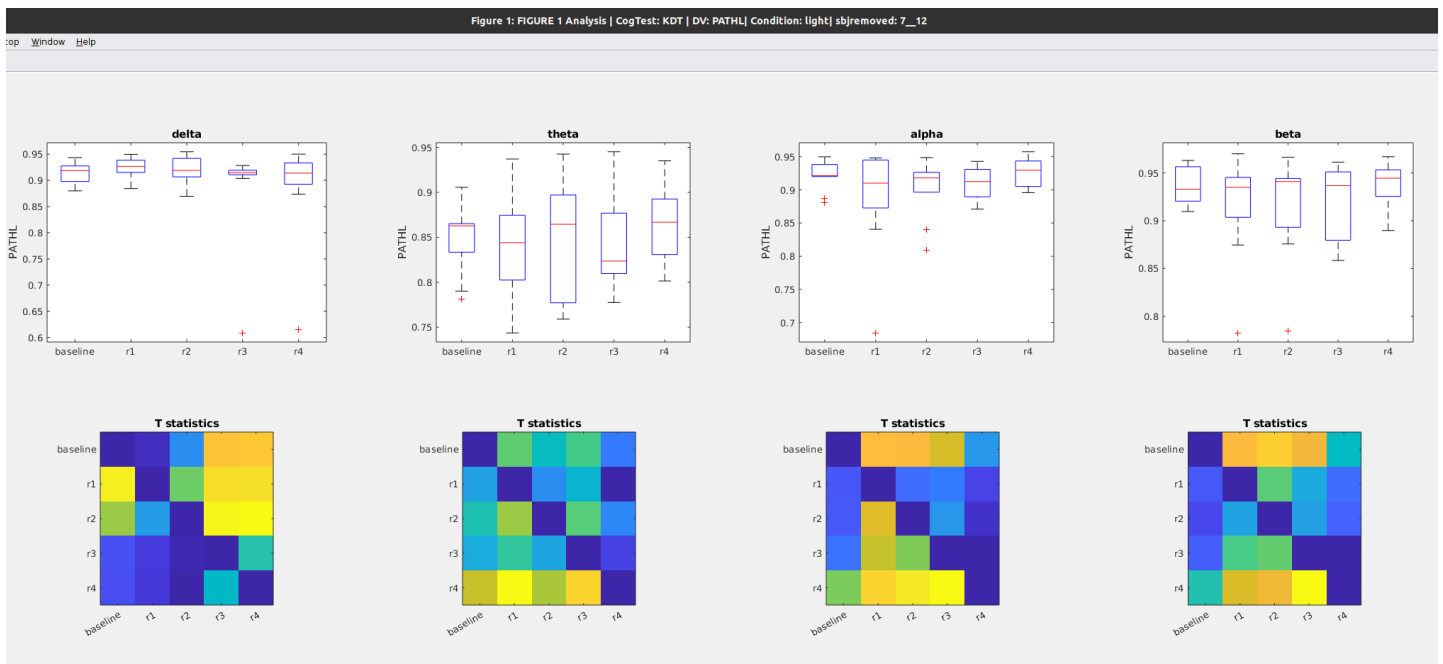 Figure 1: FIGURE 1 Analysis | CogTest: KDT | DV: PATHL| Condition: light| sbjremoved: 7__12
Window Help
delta
PATHL
0.95
0.9
0.85
0.8
0.75
0.7
0.65
0.6
baseline r1 r2 r3 r4
theta
PATHL
0.95
0.9
0.85
0.8
0.75
baseline r1 r2 r3 r4
alpha
PATHL
0.95
0.9
0.85
0.8
0.75
0.7
baseline r1 r2 r3 r4
beta
PATHL
0.95
0.9
0.85
0.8
baseline r1 r2 r3 r4
T statistics
baseline
r1
r2
r3
r4
baseline r1 r2 r3 r4
T statistics
baseline
r1
r2
r3
r4
baseline r1 r2 r3 r4
T statistics
baseline
r1
r2
r3
r4
baseline r1 r2 r3 r4
T statistics
baseline
r1
r2
r3
r4
baseline r1 r2 r3 r4